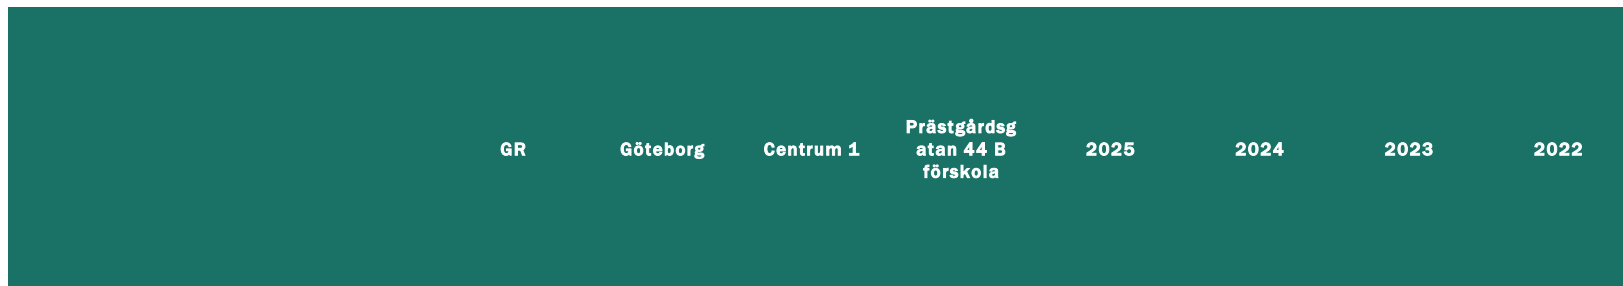 GR
Göteborg
Centrum 1
Prästgårdsg
atan 44 B
förskola
2025
2024
2023
2022